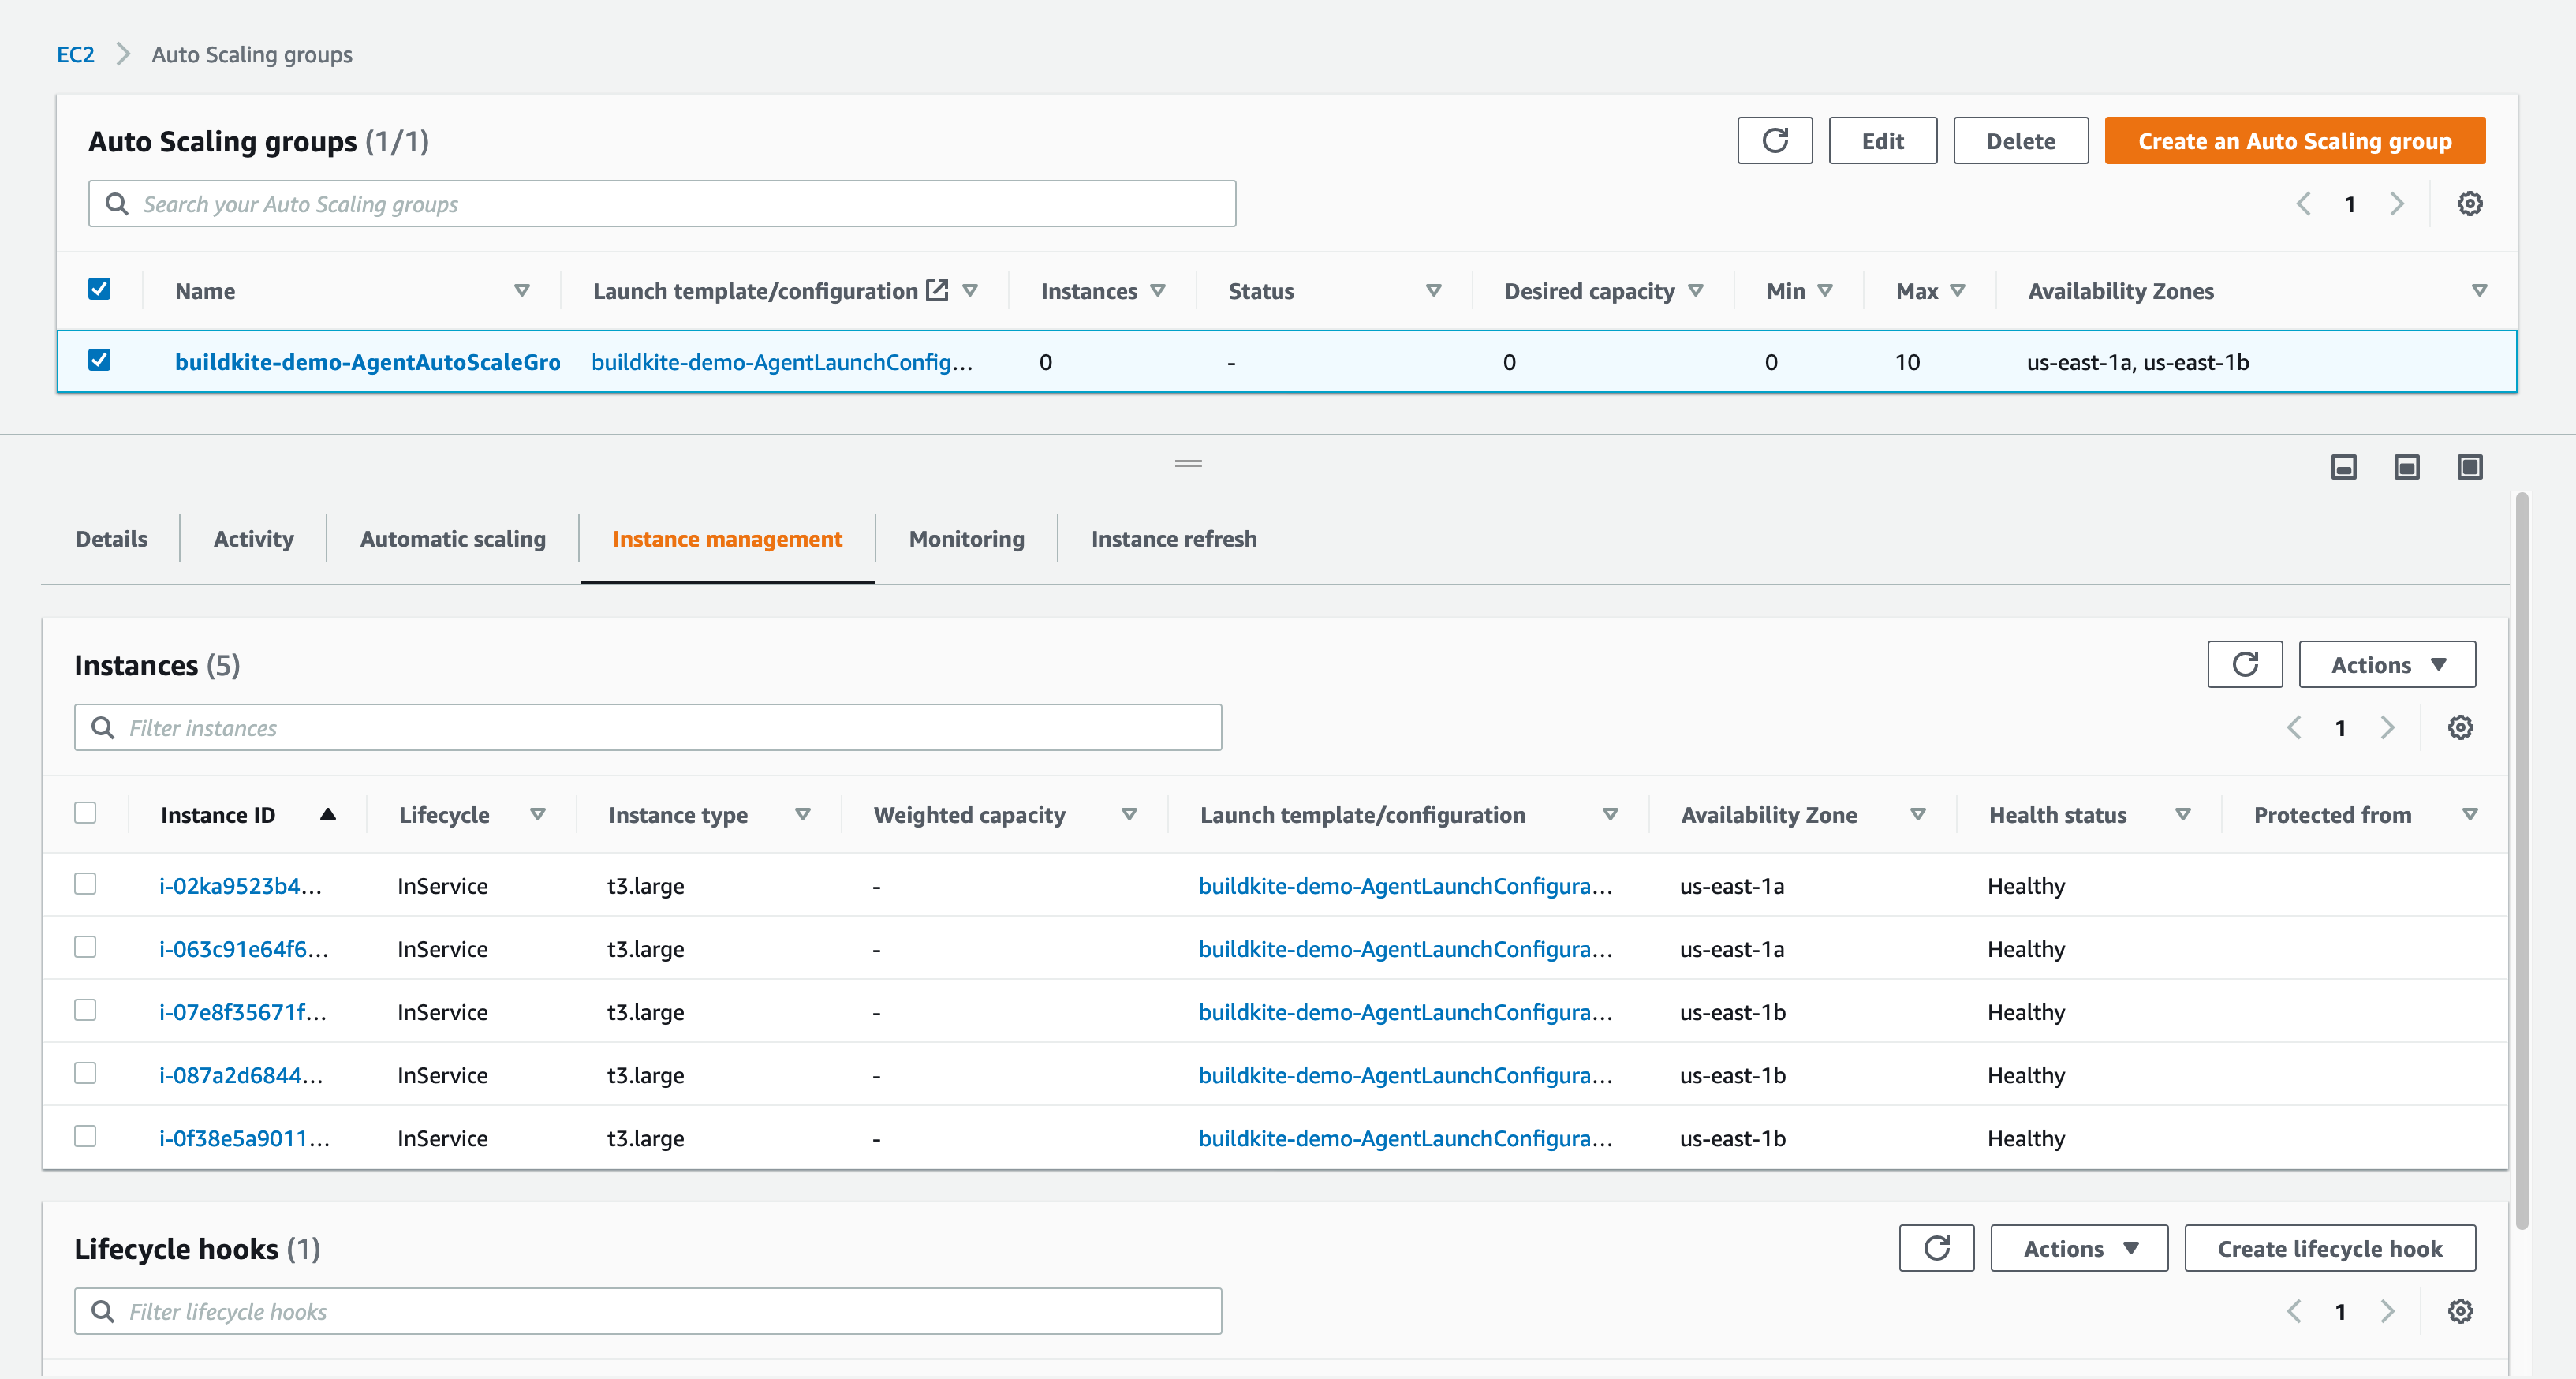 EC2 Auto Scaling groups
Auto Scaling groups (1/1)
Edit
Delete
Create an Auto Scaling group
Search your Auto Scaling groups
1
Name Launch template/configuration Instances Status Desired capacity Min Max Availability Zones
buildkite-demo-AgentAutoScaleGro buildkite-demo-AgentLaunchConfig... 0 - 0 0 10 us-east-1a, us-east-1b
Details Activity Automatic scaling Instance management Monitoring Instance refresh
Instances (5)
Actions
Filter instances
1
Instance ID Lifecycle Instance type Weighted capacity Launch template/configuration Availability Zone Health status Protected from
i-02ka9523b4... InService t3.large - buildkite-demo-AgentLaunchConfigura... us-east-1a Healthy
i-063c91e64f6... InService t3.large - buildkite-demo-AgentLaunchConfigura... us-east-1a Healthy
i-07e8f35671f... InService t3.large - buildkite-demo-AgentLaunchConfigura... us-east-1b Healthy
i-087a2d6844... InService t3.large - buildkite-demo-AgentLaunchConfigura... us-east-1b Healthy
i-0f38e5a9011... InService t3.large - buildkite-demo-AgentLaunchConfigura... us-east-1b Healthy
Lifecycle hooks (1)
Actions
Create lifecycle hook
Filter lifecycle hooks
1